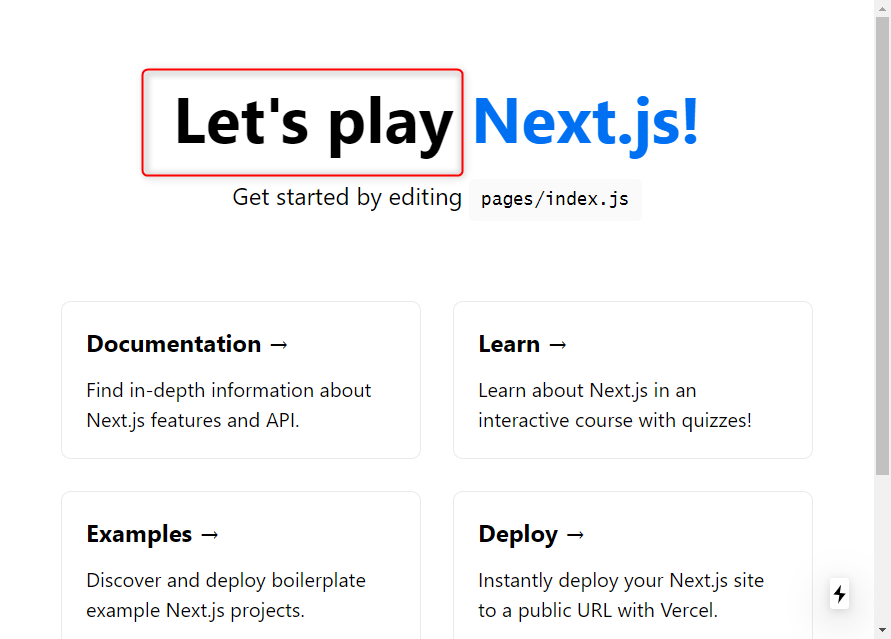 Let's play Next.js!
Get started by editing pages/index.js
Documentation →
Find in-depth information about
Next.js features and API.
Learn →
Learn about Next.js in an
interactive course with quizzes!
Examples →
Discover and deploy boilerplate
example Next.js projects.
Deploy →
Instantly deploy your Next.js site
to a public URL with Vercel.